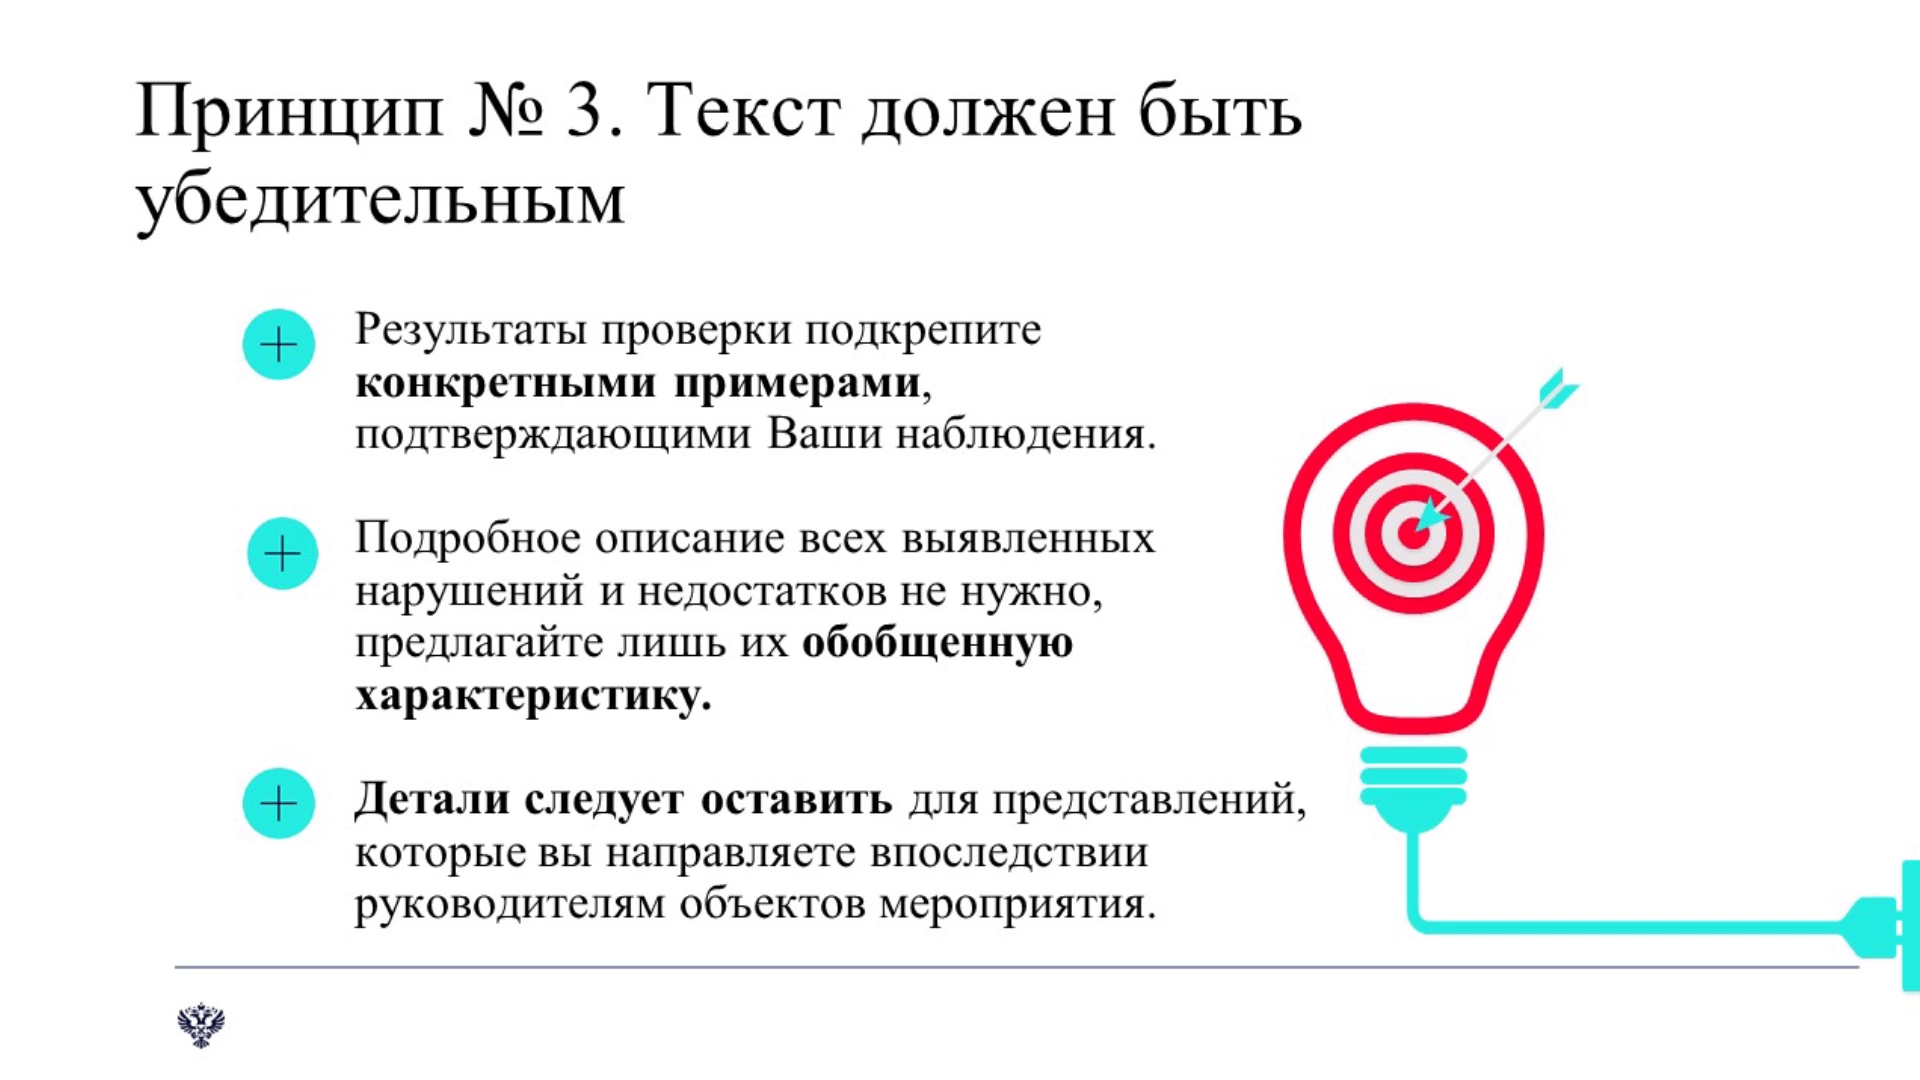 Принцип № 3. Текст должен быть
убедительным
Результаты проверки подкрепите
конкретными примерами,
подтверждающими Ваши наблюдения.
Подробное описание всех выявленных
нарушений и недостатков не нужно,
предлагайте лишь их обобщенную
характеристику.
Детали следует оставить для представлений,
которые вы направляете впоследствии
руководителям объектов мероприятия.